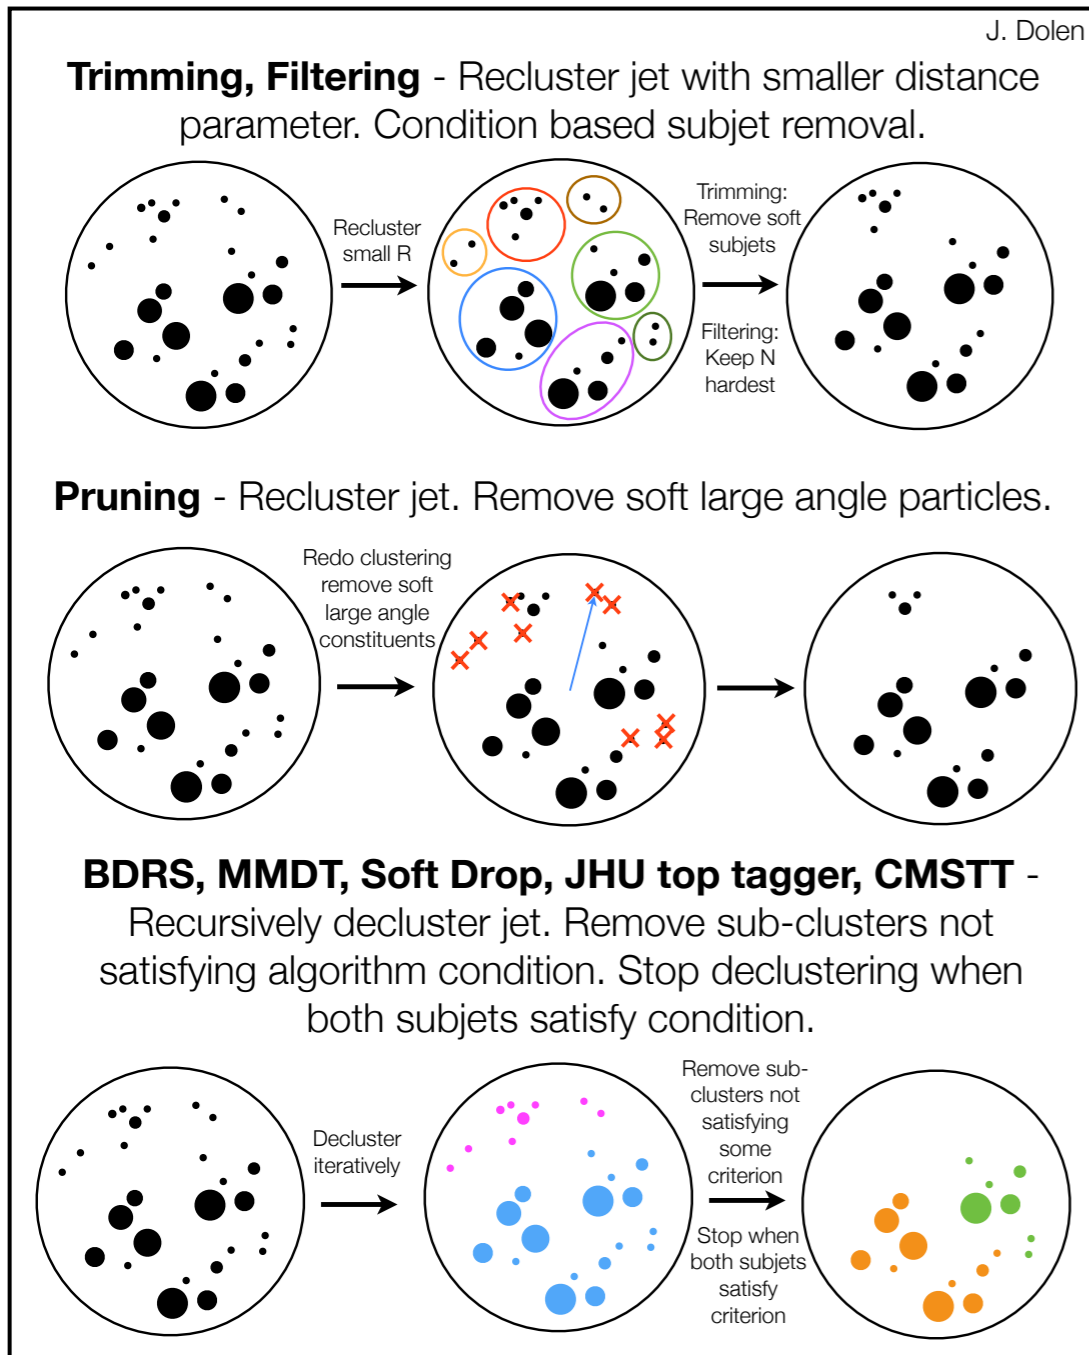 J. Dolen
Trimming, Filtering - Recluster jet with smaller distance
parameter. Condition based subjet removal.
Recluster
small R
Trimming:
Remove soft
subjets
Filtering:
Keep N
hardest
Pruning - Recluster jet. Remove soft large angle particles.
Redo clustering
remove soft
large angle
constituents
BDRS, MMDT, Soft Drop, JHU top tagger, CMSTT -
Recursively decluster jet. Remove sub-clusters not
satisfying algorithm condition. Stop declustering when
both subjets satisfy condition.
Decluster
iteratively
Remove sub-
clusters not
satisfying
some
criterion
Stop when
both subjets
satisfy
criterion